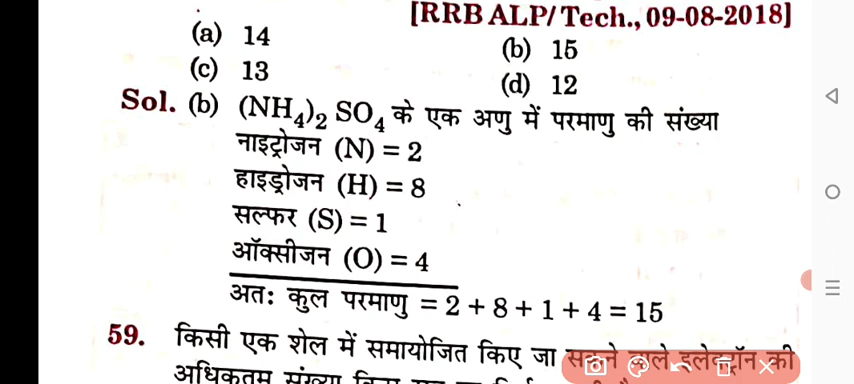 [RRB ALP/Tech., 09-08-2018]
(a) 14 (b) 15
(c) 13 (d) 12
Sol. (b) (NH₄)₂ SO₄ के एक अणु में परमाणु की संख्या
नाइट्रोजन (N) = 2
हाइड्रोजन (H) = 8
सल्फर (S) = 1
ऑक्सीजन (O) = 4
अतः कुल परमाणु = 2 + 8 + 1 + 4 = 15
59. किसी एक शेल में समायोजित किए जा सकने वाले इलेक्ट्रॉन की
अधिकतम संख्या